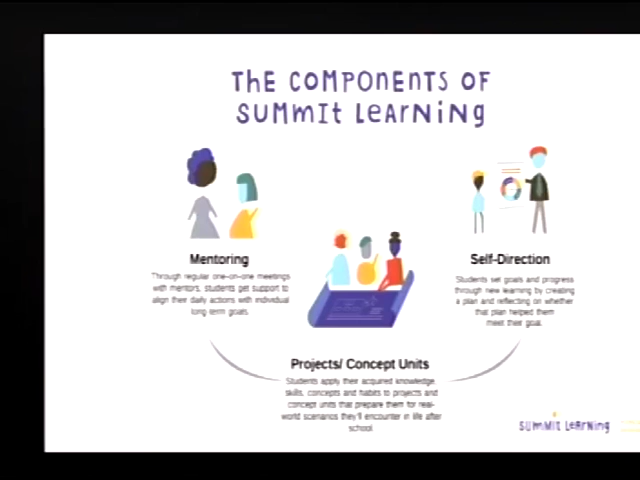 THE COMPONENTS OF
SUMMIT LEARNING
Mentoring
Through regular one-on-one meetings
with mentors, students get support to
align their daily actions with individual
long term goals.
Self-Direction
Students set goals and progress
through new learning by creating
a plan and reflecting on whether
that plan helped them
meet their goal.
Projects/ Concept Units
Students apply their acquired knowledge,
skills, concepts and habits to projects and
concept units that prepare them for real-
world scenarios they'll encounter in life after
school
SUMMIT LEARNING